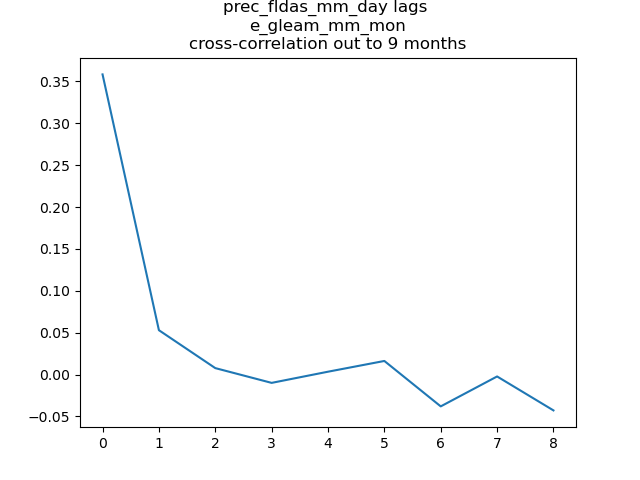 prec_fldas_mm_day lags
e_gleam_mm_mon
cross-correlation out to 9 months
0.35
0.30
0.25
0.20
0.15
0.10
0.05
0.00
−0.05
0 1 2 3 4 5 6 7 8